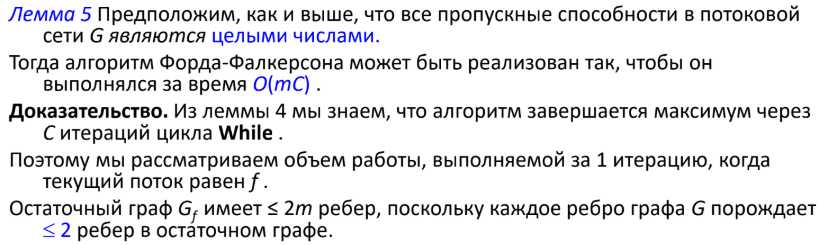 Лемма 5 Предположим, как и выше, что все пропускные способности в потоковой
сети G являются целыми числами.
Тогда алгоритм Форда-Фалкерсона может быть реализован так, чтобы он
выполнялся за время O(mC) .
Доказательство. Из леммы 4 мы знаем, что алгоритм завершается максимум через
C итераций цикла While .
Поэтому мы рассматриваем объем работы, выполняемой за 1 итерацию, когда
текущий поток равен f .
Остаточный граф G_f имеет ≤ 2m ребер, поскольку каждое ребро графа G порождает
≤ 2 ребер в остаточном графе.